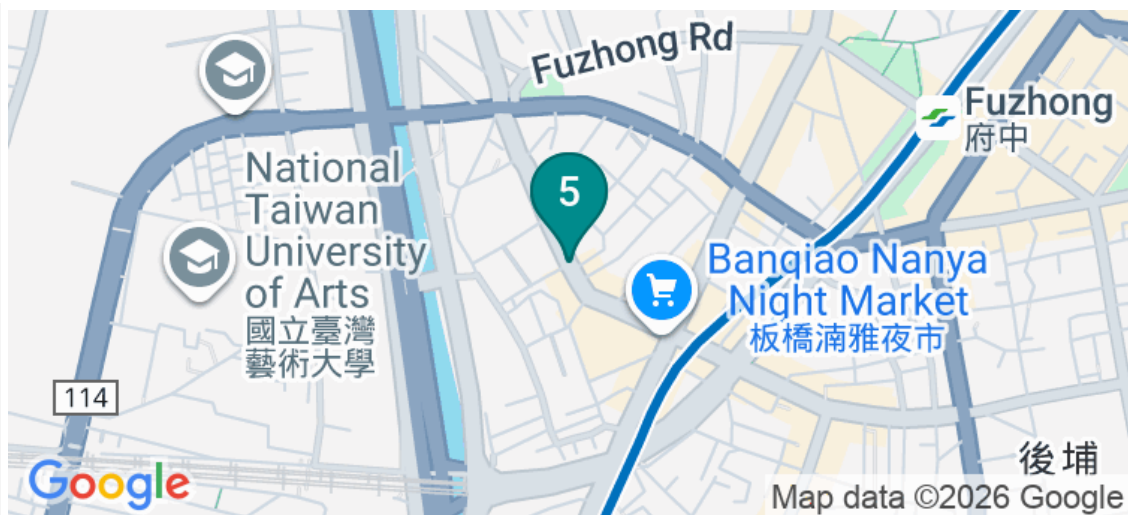 Fuzhong Rd
Fuzhong
府中
National
Taiwan
University
of Arts
國立臺灣
藝術大學
5
Banqiao Nanya
Night Market
板橋湳雅夜市
114
後埔
Google
Map data ©2026 Google